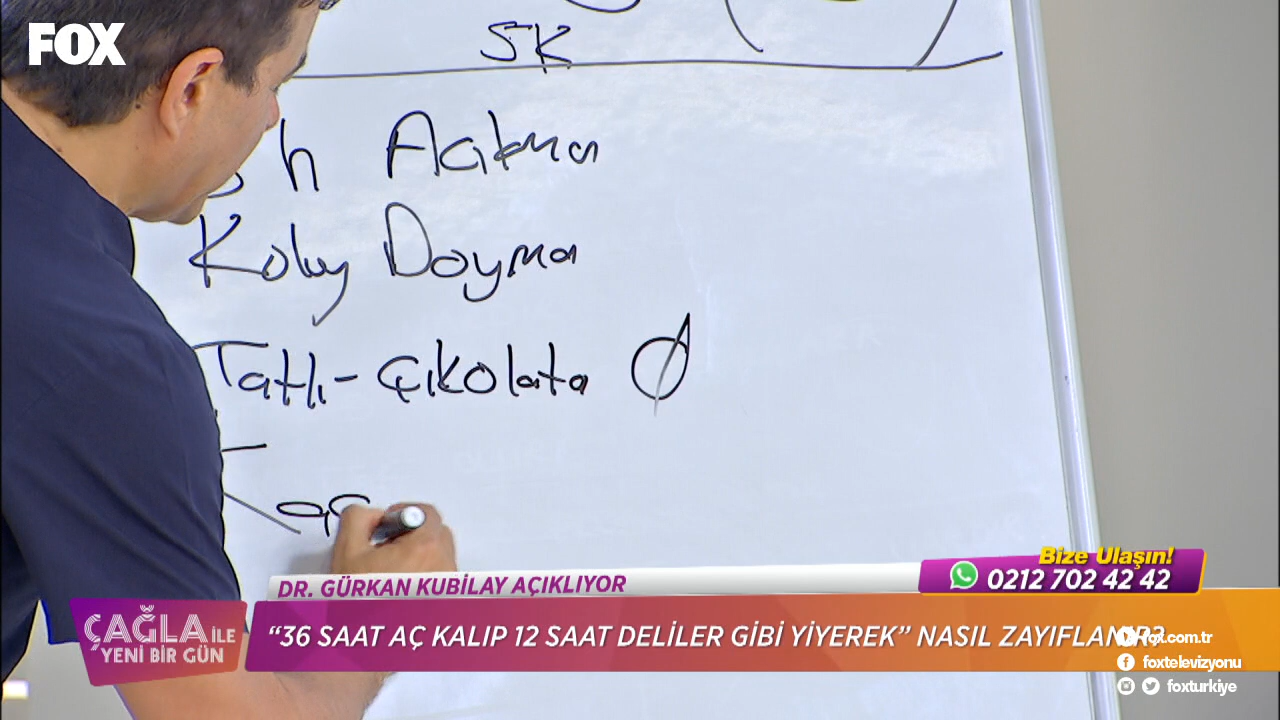 FOX
5K
h Acıkma
Kolay Doyma
Tatlı-Çikolata Ø
Bize Ulaşın!
0212 702 42 42
DR. GÜRKAN KUBİLAY AÇIKLIYOR
ÇAĞLA İLE
YENİ BİR GÜN
“36 SAAT AÇ KALIP 12 SAAT DELİLER GİBİ YİYEREK” NASIL ZAYIFLANIR?
fox.com.tr
foxtelevizyonu
foxturkiye